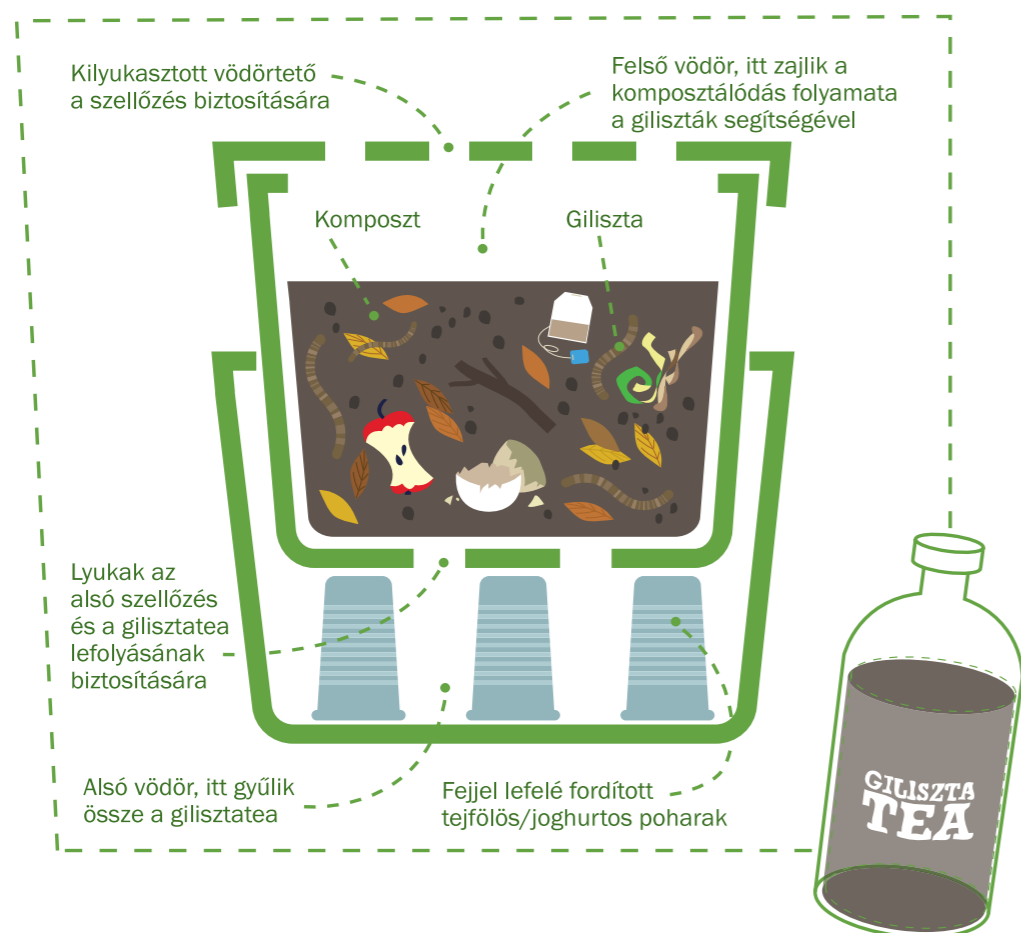 Kilyukasztott vödörtető
a szellőzés biztosítására
Felső vödör, itt zajlik a
komposztálódás folyamata
a giliszták segítségével
Komposzt
Giliszta
Lyukak az
alsó szellőzés
és a gilisztatea
lefolyásának
biztosítására
Alsó vödör, itt gyűlik
össze a gilisztatea
Fejjel lefelé fordított
tejfölös/joghurtos poharak
GILISZTA
TEA